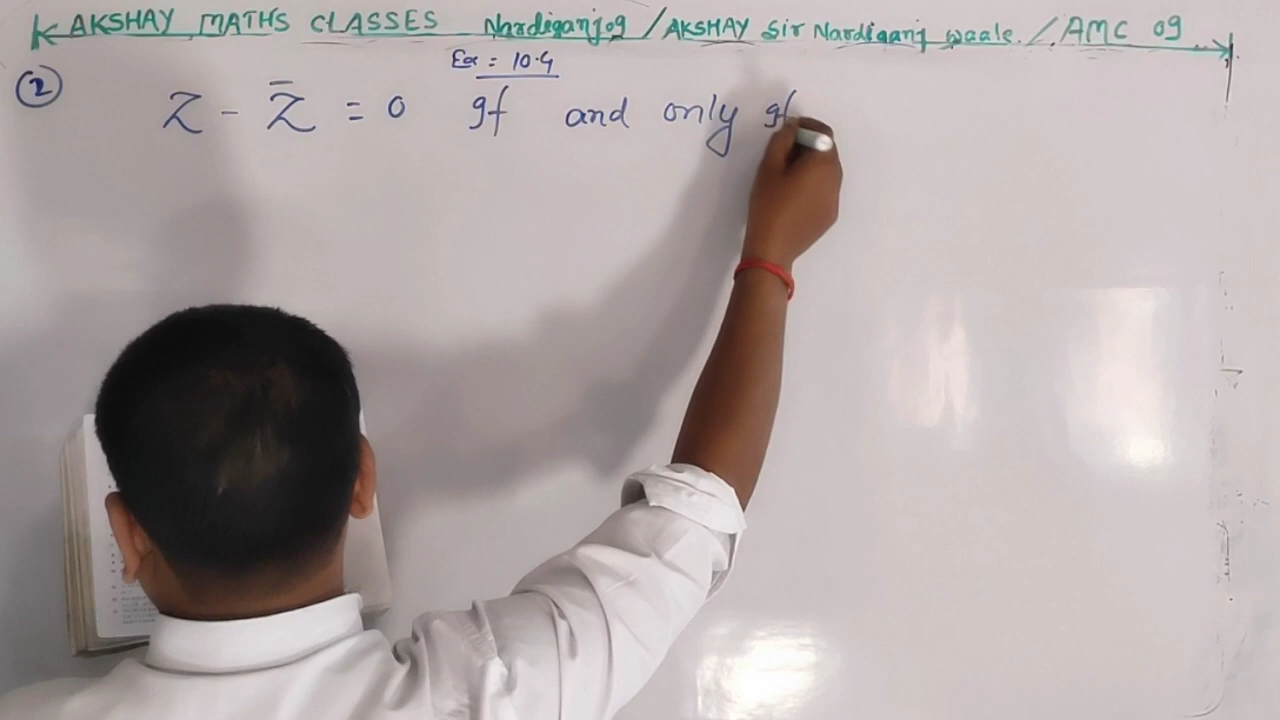 AKSHAY MATHS CLASSES Nardiganj09 / AKSHAY Sir Nardiganj waale. / AMC 09
Ex = 10.4
② Z - Z̄ = 0 If and only If